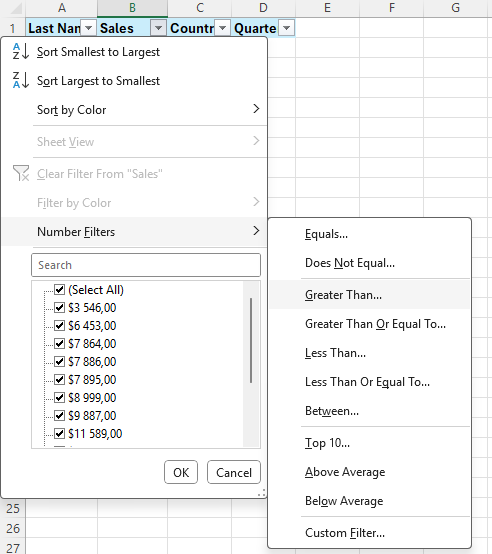 A B C D E F G
1 Last Nan Sales Countr Quarte
Sort Smallest to Largest
Sort Largest to Smallest
Sort by Color
Sheet View
Clear Filter From "Sales"
Filter by Color
Number Filters
Search
(Select All)
$3 546,00
$6 453,00
$7 864,00
$7 886,00
$7 895,00
$8 999,00
$9 887,00
$11 589,00
OK Cancel
Equals...
Does Not Equal...
Greater Than...
Greater Than Or Equal To...
Less Than...
Less Than Or Equal To...
Between...
Top 10...
Above Average
Below Average
Custom Filter...
25
26
27